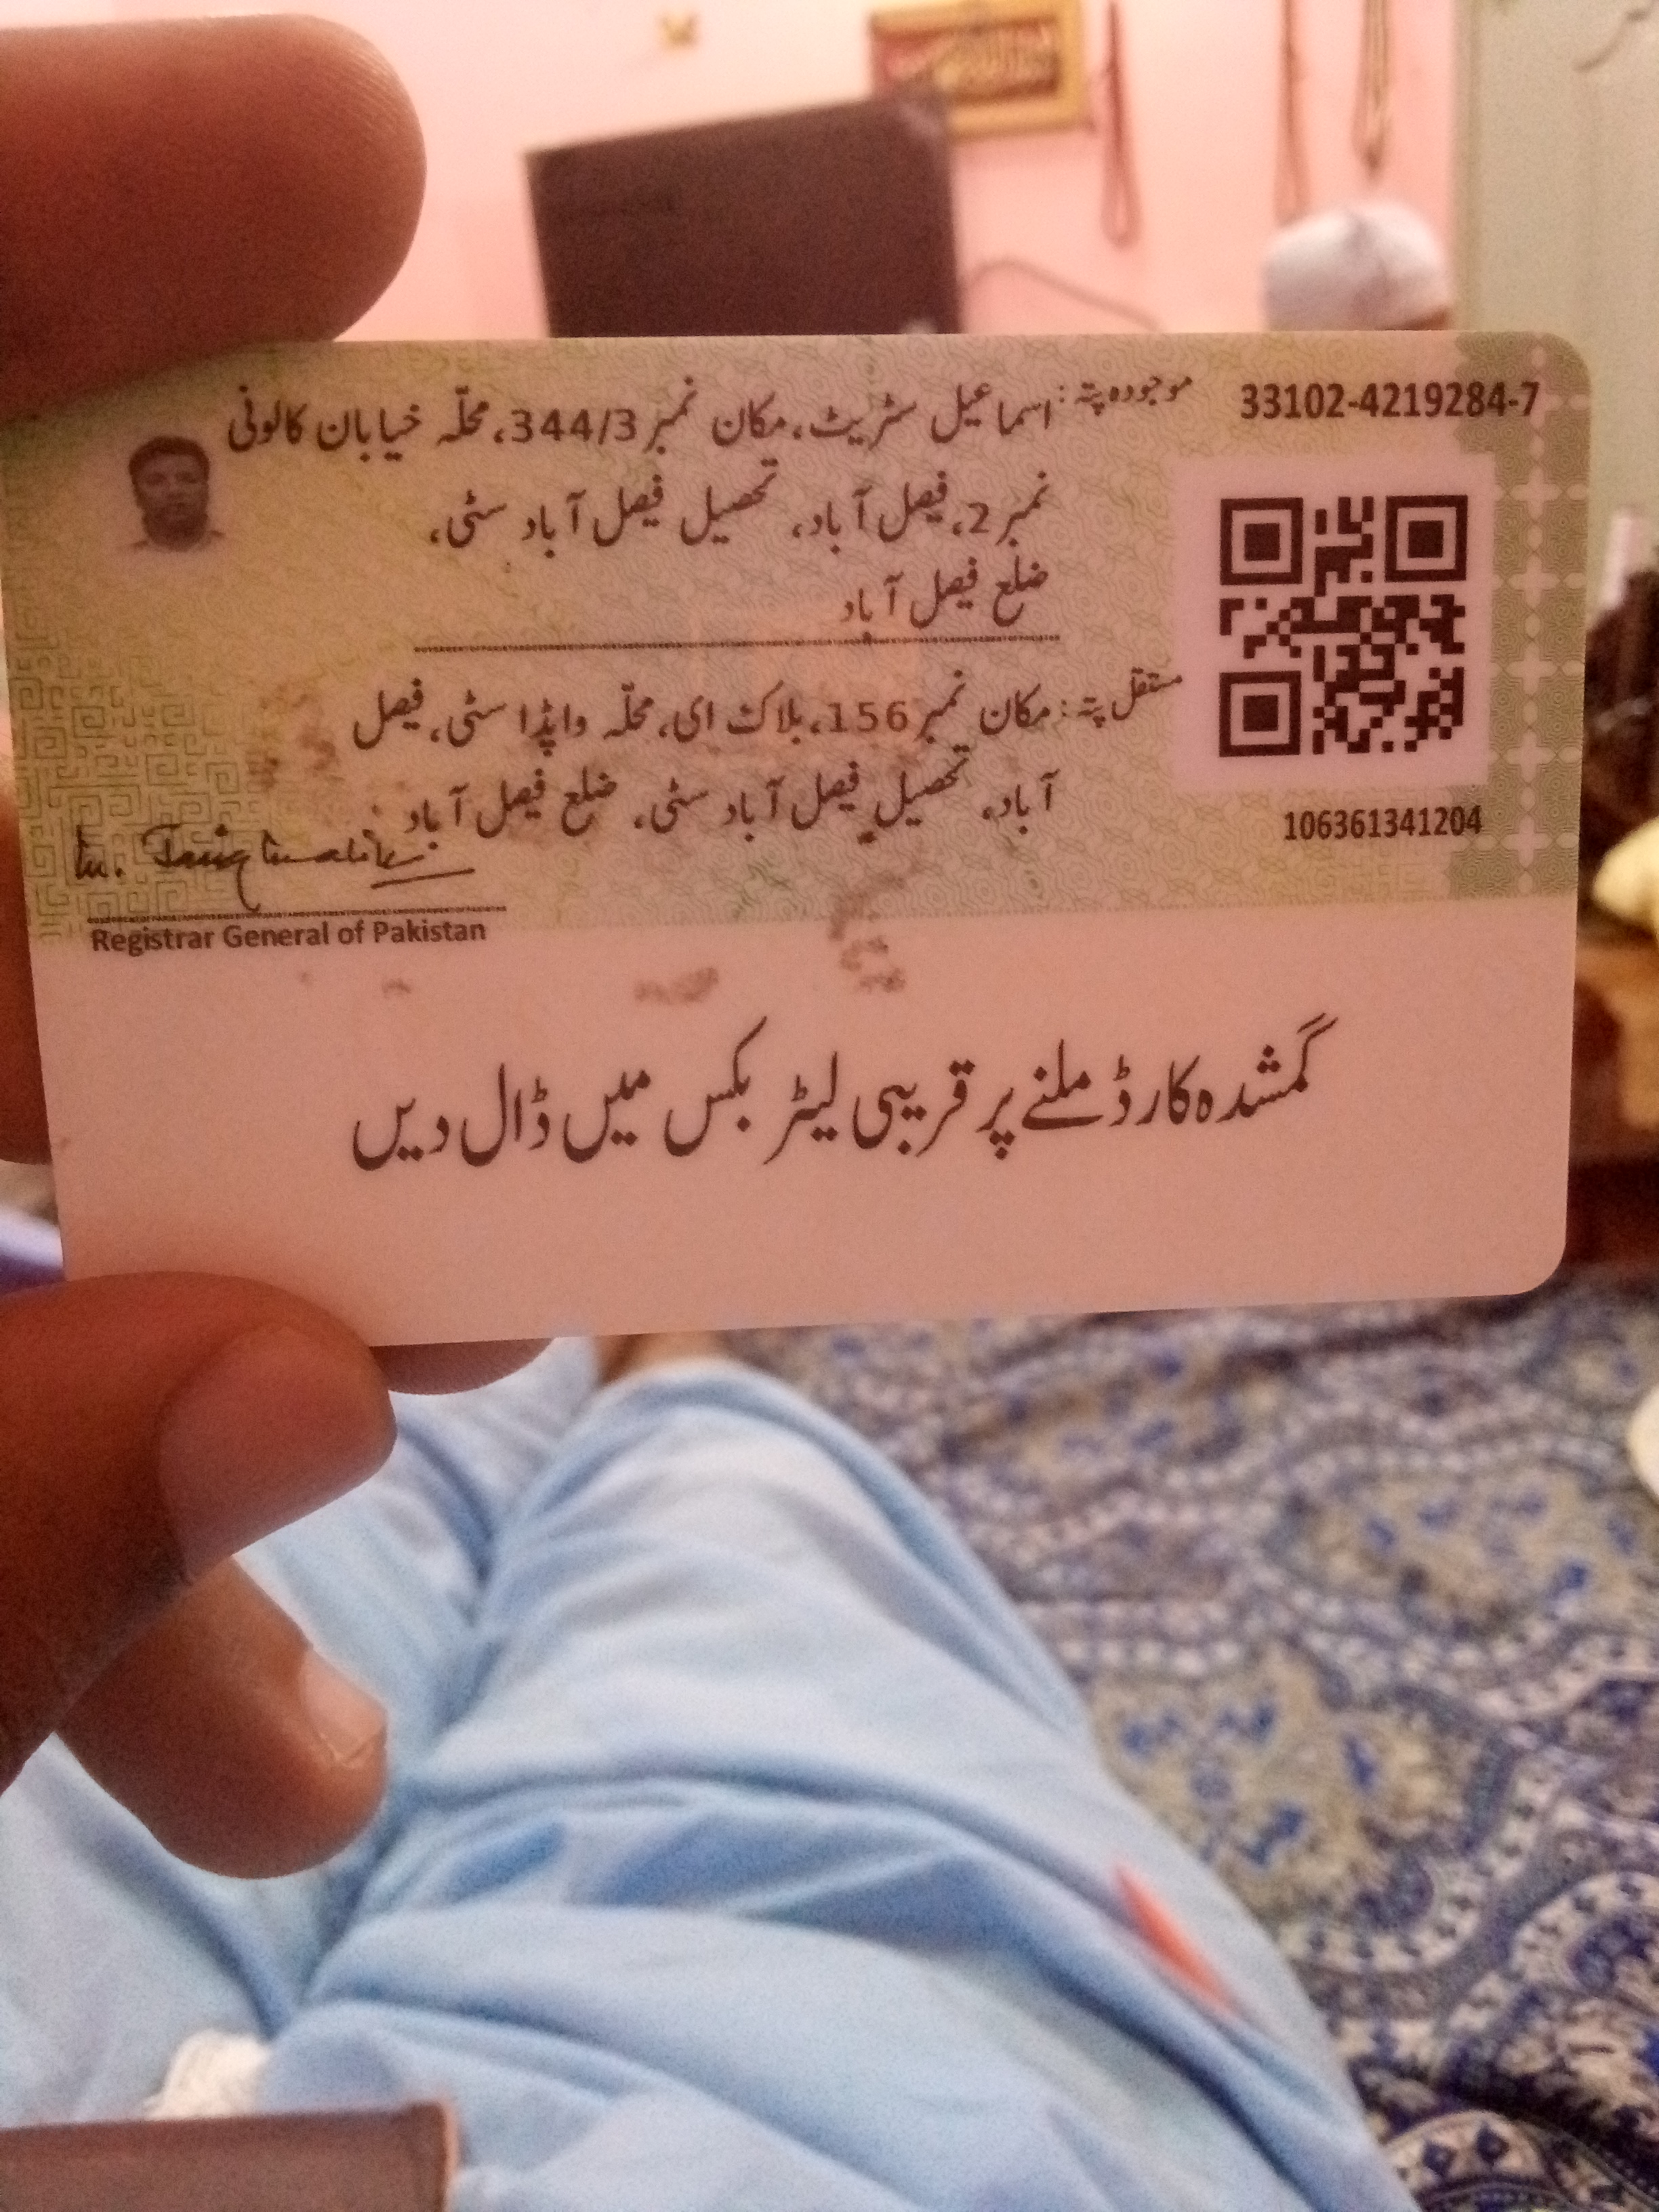 33102-4219284-7
موجودہ پتہ: اسماعیل سٹریٹ، مکان نمبر 344/3، محلّہ خیابان کالونی
نمبر 2، فیصل آباد، تحصیل فیصل آباد سٹی،
ضلع فیصل آباد
مستقل پتہ: مکان نمبر 156، بلاک ای، محلّہ واپڈا سٹی، فیصل
آباد، تحصیل فیصل آباد سٹی، ضلع فیصل آباد
106361341204
Registrar General of Pakistan
گمشدہ کارڈ ملنے پر قریبی لیٹر بکس میں ڈال دیں